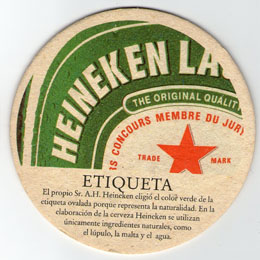 HEINEKEN LA
THE ORIGINAL QUALIT
IS CONCOURS MEMBRE DU JURY
TRADE MARK
ETIQUETA
El propio Sr. A.H. Heineken eligió el color verde de la
etiqueta ovalada porque representa la naturalidad. En la
elaboración de la cerveza Heineken se utilizan
únicamente ingredientes naturales, como
el lúpulo, la malta y el agua.